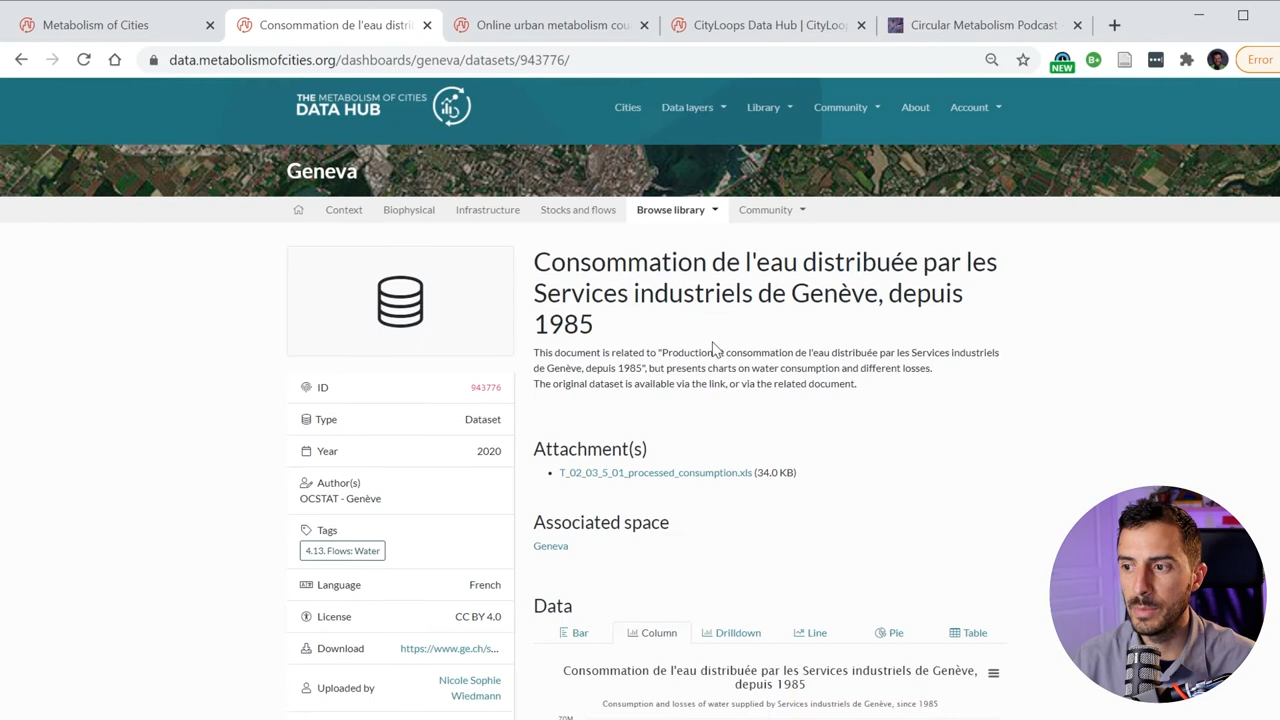 Metabolism of Cities
Consommation de l'eau distri
Online urban metabolism cou
CityLoops Data Hub | CityLoo
Circular Metabolism Podcast
data.metabolismofcities.org/dashboards/geneva/datasets/943776/
NEW
B+
Error
THE METABOLISM OF CITIES
DATA HUB
Cities Data layers Library Community About Account
Geneva
Context Biophysical Infrastructure Stocks and flows Browse library Community
Consommation de l'eau distribuée par les
Services industriels de Genève, depuis
1985
This document is related to "Production et consommation de l'eau distribuée par les Services industriels
de Genève, depuis 1985", but presents charts on water consumption and different losses.
The original dataset is available via the link, or via the related document.
ID 943776
Type Dataset
Year 2020
Author(s)
OCSTAT - Genève
Tags
4.13. Flows: Water
Language French
License CC BY 4.0
Download https://www.ge.ch/s...
Uploaded by Nicole Sophie
Wiedmann
Attachment(s)
T_02_03_5_01_processed_consumption.xls (34.0 KB)
Associated space
Geneva
Data
Bar Column Drilldown Line Pie Table
Consommation de l'eau distribuée par les Services industriels de Genève,
depuis 1985
Consumption and losses of water supplied by Services industriels de Genève, since 1985
70M